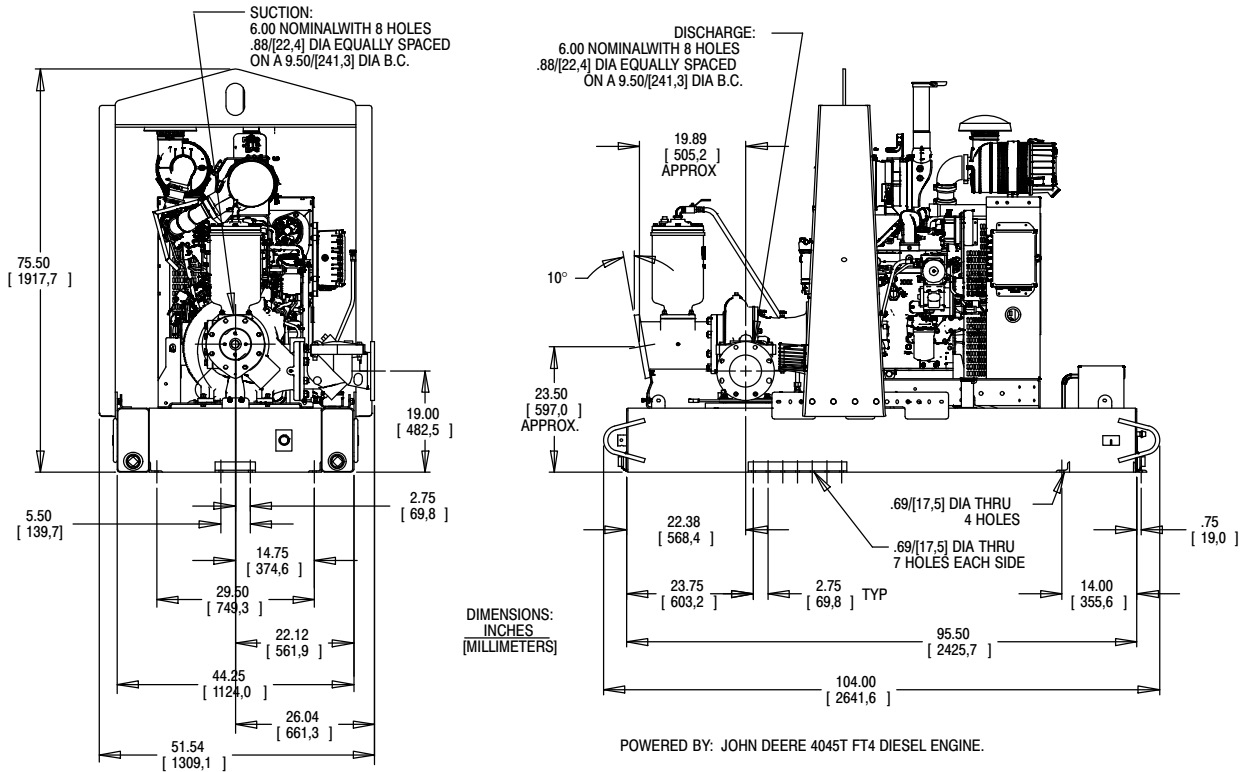 SUCTION:
6.00 NOMINALWITH 8 HOLES
.88/[22,4] DIA EQUALLY SPACED
ON A 9.50/[241,3] DIA B.C.
DISCHARGE:
6.00 NOMINALWITH 8 HOLES
.88/[22,4] DIA EQUALLY SPACED
ON A 9.50/[241,3] DIA B.C.
19.89
[ 505,2 ]
APPROX
75.50
[ 1917,7 ]
10°
23.50
[ 597,0 ]
APPROX.
19.00
[ 482,5 ]
5.50
[ 139,7]
2.75
[ 69,8 ]
14.75
[ 374,6 ]
29.50
[ 749,3 ]
22.12
[ 561,9 ]
44.25
[ 1124,0 ]
26.04
[ 661,3 ]
51.54
[ 1309,1 ]
DIMENSIONS:
INCHES
[MILLIMETERS]
22.38
[ 568,4 ]
23.75
[ 603,2 ]
2.75
[ 69,8 ]
TYP
.69/[17,5] DIA THRU
4 HOLES
.69/[17,5] DIA THRU
7 HOLES EACH SIDE
.75
[ 19,0 ]
14.00
[ 355,6 ]
95.50
[ 2425,7 ]
104.00
[ 2641,6 ]
POWERED BY: JOHN DEERE 4045T FT4 DIESEL ENGINE.